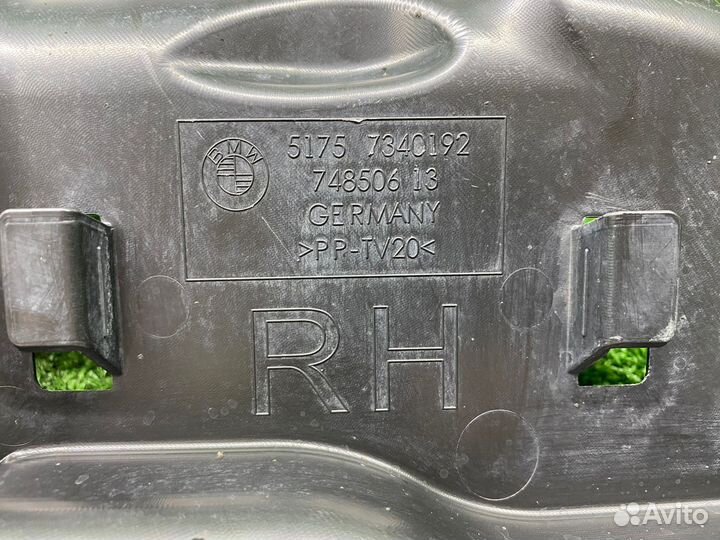 BMW
5175 7340192
748506 13
GERMANY
>PP-TV20<
RH
Avito